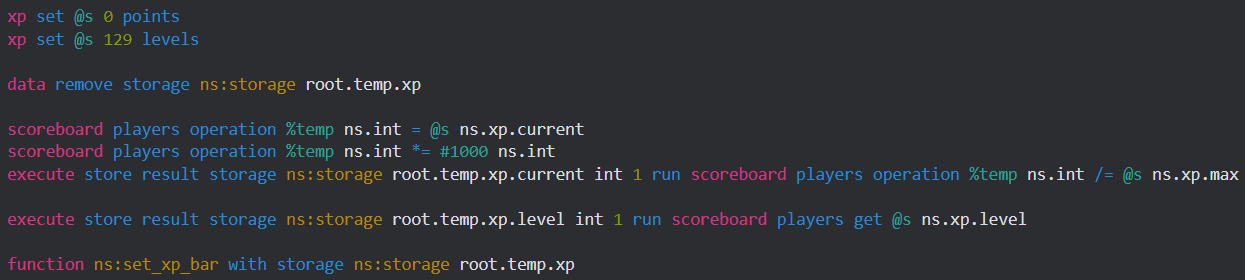 xp set @s 0 points
xp set @s 129 levels
data remove storage ns:storage root.temp.xp
scoreboard players operation %temp ns.int = @s ns.xp.current
scoreboard players operation %temp ns.int *= #1000 ns.int
execute store result storage ns:storage root.temp.xp.current int 1 run scoreboard players operation %temp ns.int /= @s ns.xp.max
execute store result storage ns:storage root.temp.xp.level int 1 run scoreboard players get @s ns.xp.level
function ns:set_xp_bar with storage ns:storage root.temp.xp